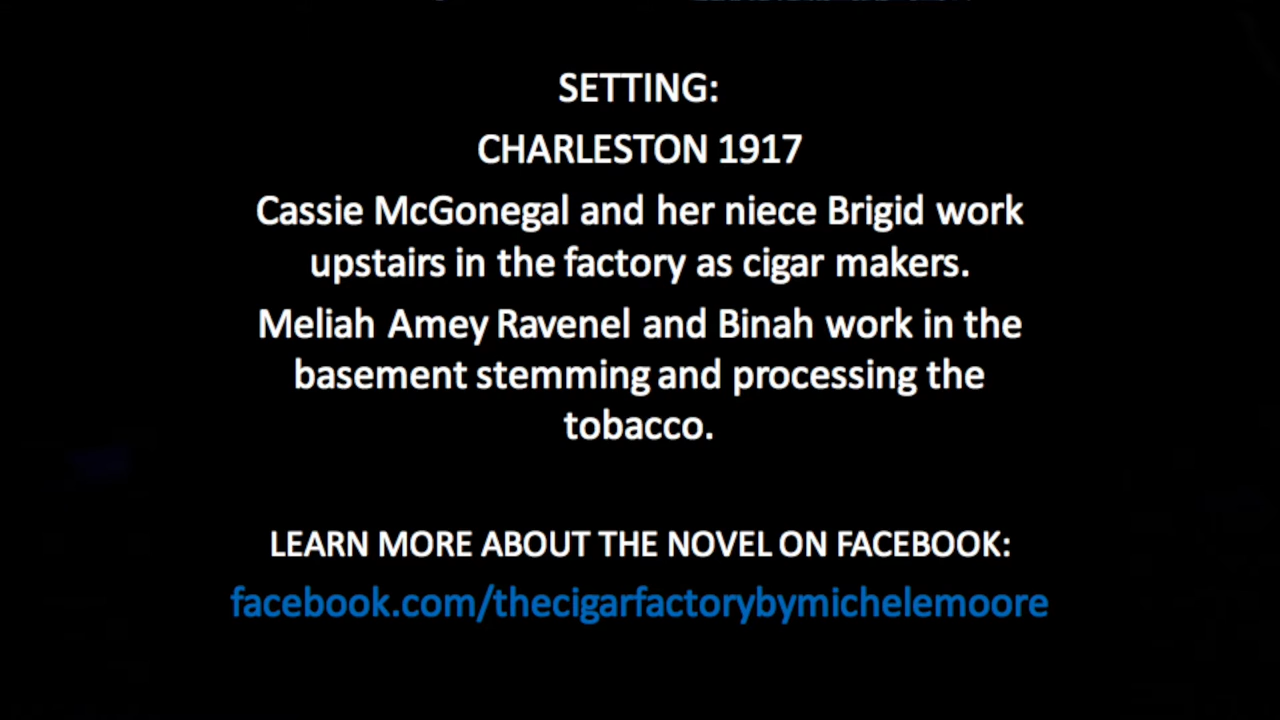 SETTING:
CHARLESTON 1917
Cassie McGonegal and her niece Brigid work
upstairs in the factory as cigar makers.
Meliah Amey Ravenel and Binah work in the
basement stemming and processing the
tobacco.
LEARN MORE ABOUT THE NOVEL ON FACEBOOK:
facebook.com/thecigarfactorybymichelemoore